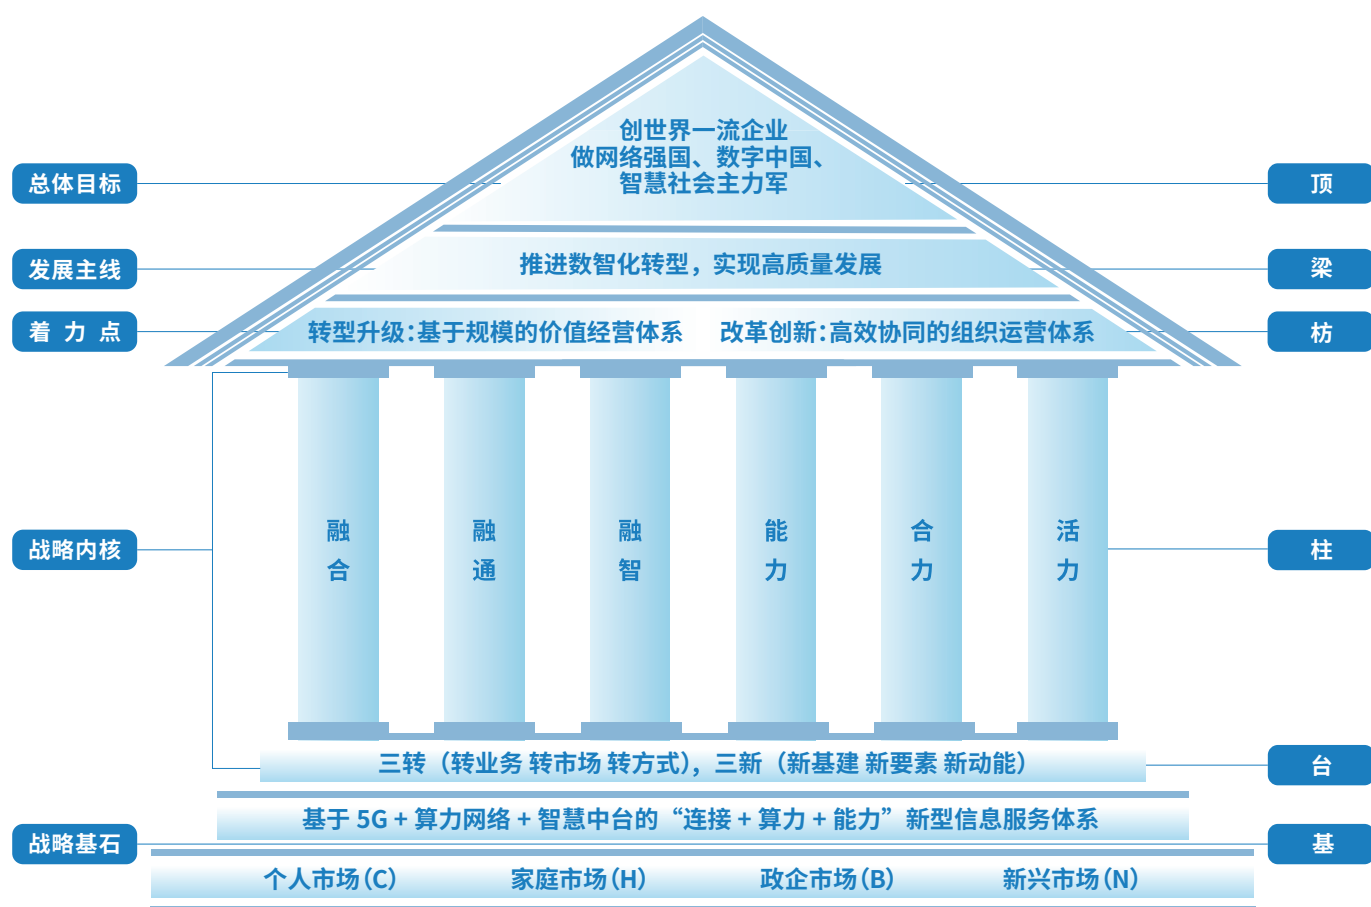 创世界一流企业
做网络强国、数字中国、
智慧社会主力军
总体目标
顶
发展主线
推进数智化转型，实现高质量发展
梁
着 力 点
转型升级：基于规模的价值经营体系
改革创新：高效协同的组织运营体系
枋
战略内核
融合
融通
融智
能力
合力
活力
柱
三转（转业务 转市场 转方式），三新（新基建 新要素 新动能）
台
基于 5G + 算力网络 + 智慧中台的“连接 + 算力 + 能力”新型信息服务体系
战略基石
基
个人市场（C）
家庭市场（H）
政企市场（B）
新兴市场（N）